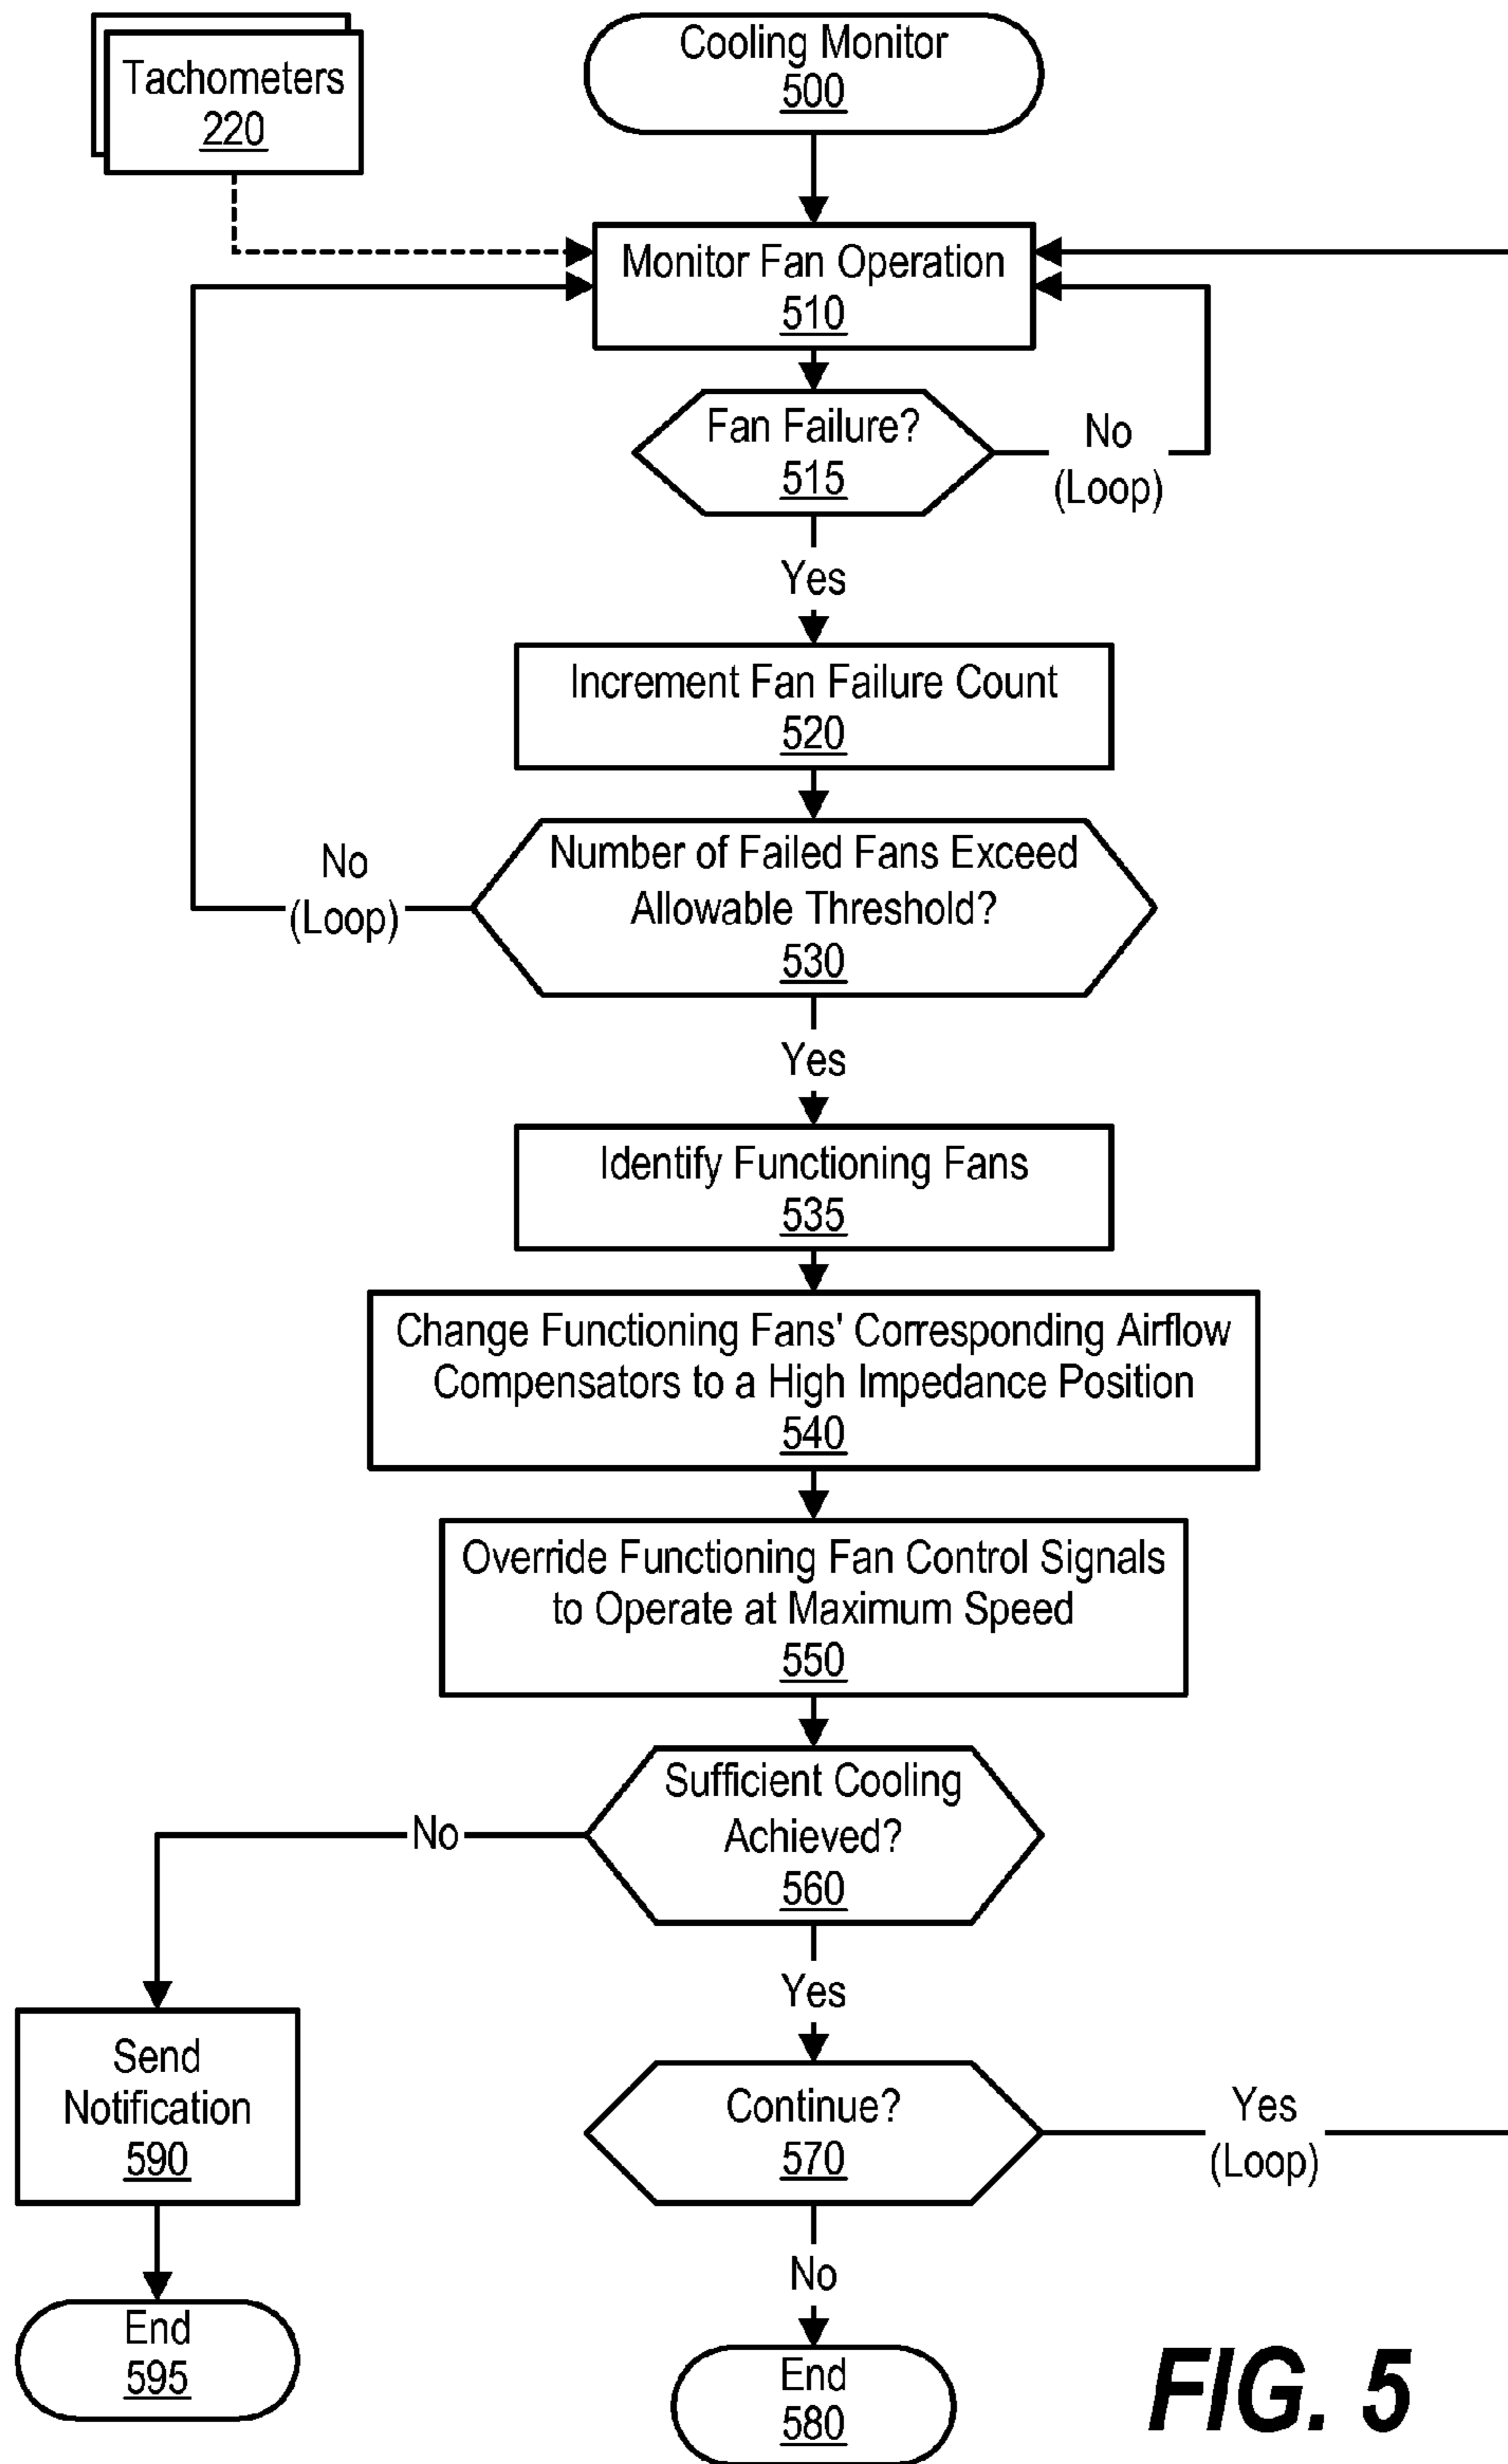 Tachometers
220
Cooling Monitor
500
Monitor Fan Operation
510
Fan Failure?
515
No
(Loop)
Yes
Increment Fan Failure Count
520
Number of Failed Fans Exceed
Allowable Threshold?
530
No
(Loop)
Yes
Identify Functioning Fans
535
Change Functioning Fans' Corresponding Airflow
Compensators to a High Impedance Position
540
Override Functioning Fan Control Signals
to Operate at Maximum Speed
550
Sufficient Cooling
Achieved?
560
No
Yes
Send
Notification
590
Continue?
570
Yes
(Loop)
No
End
595
End
580
FIG. 5